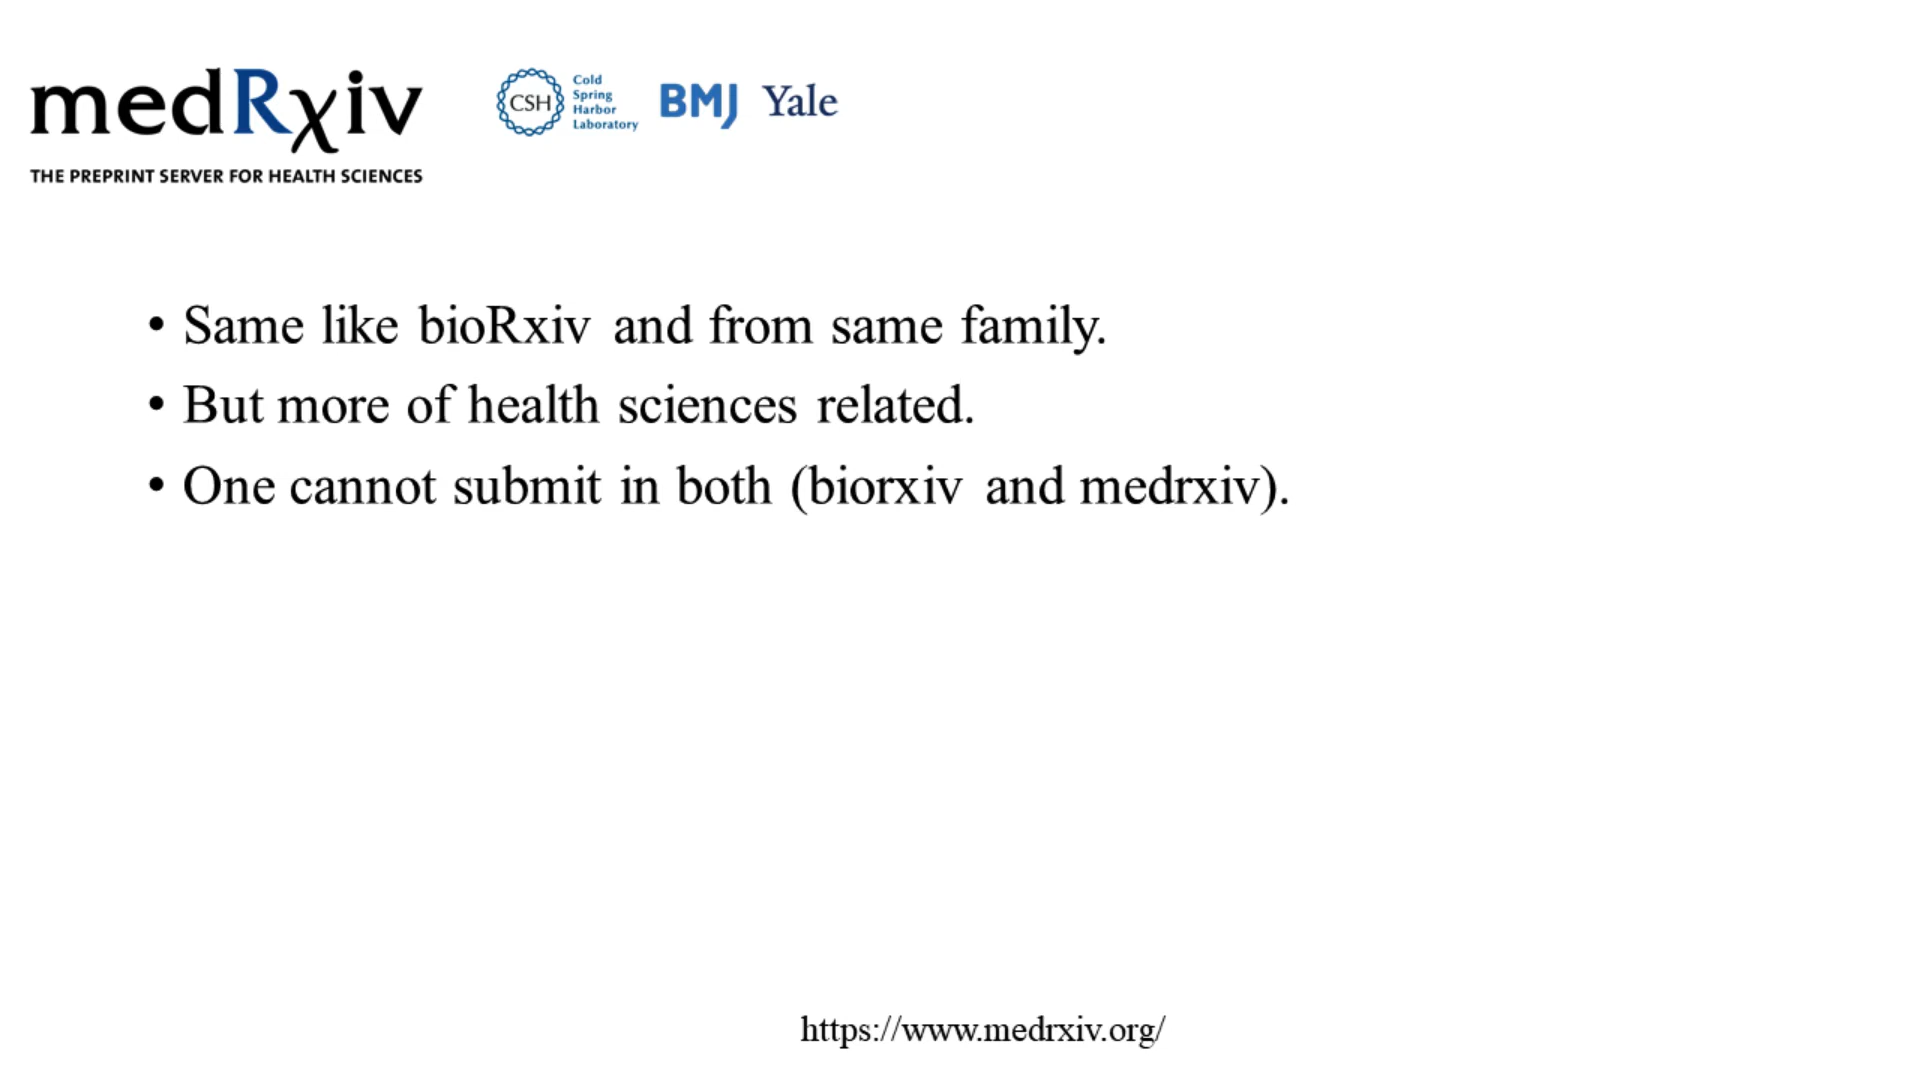 medRxiv
THE PREPRINT SERVER FOR HEALTH SCIENCES
CSH
Cold
Spring
Harbor
Laboratory
BMJ
Yale
• Same like bioRxiv and from same family.
• But more of health sciences related.
• One cannot submit in both (biorxiv and medrxiv).
https://www.medrxiv.org/